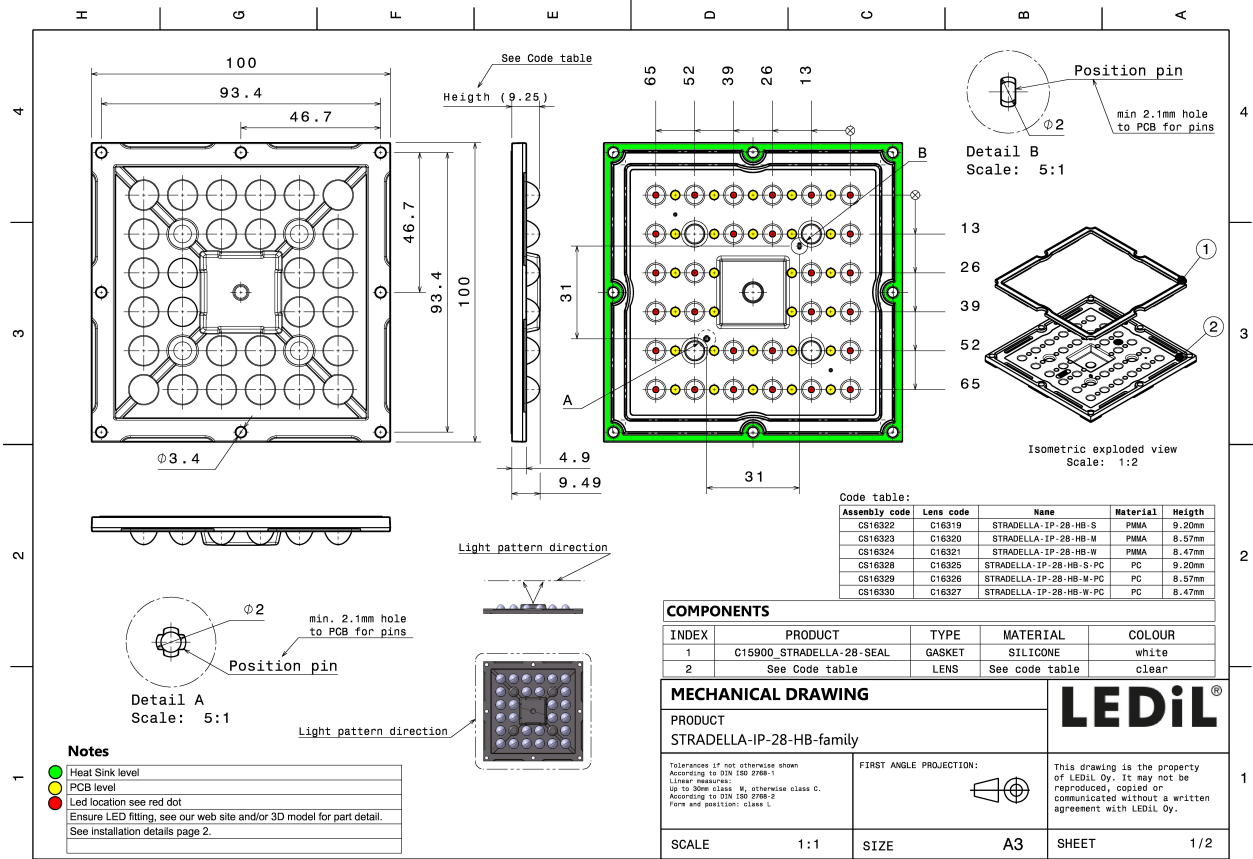 H G F E D C B A
4
3
2
1
4
3
2
1
100
93.4
46.7
46.7
93.4
100
Ø3.4
See Code table
Heigth (9.25)
4.9
9.49
65 52 39 26 13
B
A
31
31
13
26
39
52
65
Position pin
min 2.1mm hole
to PCB for pins
Ø2
Detail B
Scale: 5:1
1
2
Isometric exploded view
Scale: 1:2
Ø2
min. 2.1mm hole
to PCB for pins
Position pin
Detail A
Scale: 5:1
Light pattern direction
Light pattern direction
Code table:
Assembly code Lens code Name Material Heigth
CS16322 C16319 STRADELLA-IP-28-HB-S PMMA 9.20mm
CS16323 C16320 STRADELLA-IP-28-HB-M PMMA 8.57mm
CS16324 C16321 STRADELLA-IP-28-HB-W PMMA 8.47mm
CS16328 C16325 STRADELLA-IP-28-HB-S-PC PC 9.20mm
CS16329 C16326 STRADELLA-IP-28-HB-M-PC PC 8.57mm
CS16330 C16327 STRADELLA-IP-28-HB-W-PC PC 8.47mm
COMPONENTS
INDEX PRODUCT TYPE MATERIAL COLOUR
1 C15900_STRADELLA-28-SEAL GASKET SILICONE white
2 See Code table LENS See code table clear
MECHANICAL DRAWING
PRODUCT
STRADELLA-IP-28-HB-family
LEDiL®
Tolerances if not otherwise shown
According to DIN ISO 2768-1
Linear measures:
Up to 30mm class M, otherwise class C.
According to DIN ISO 2768-2
Form and position: class L
FIRST ANGLE PROJECTION:
This drawing is the property
of LEDiL Oy. It may not be
reproduced, copied or
communicated without a written
agreement with LEDiL Oy.
SCALE 1:1 SIZE A3 SHEET 1/2
Notes
Heat Sink level
PCB level
Led location see red dot
Ensure LED fitting, see our web site and/or 3D model for part detail.
See installation details page 2.